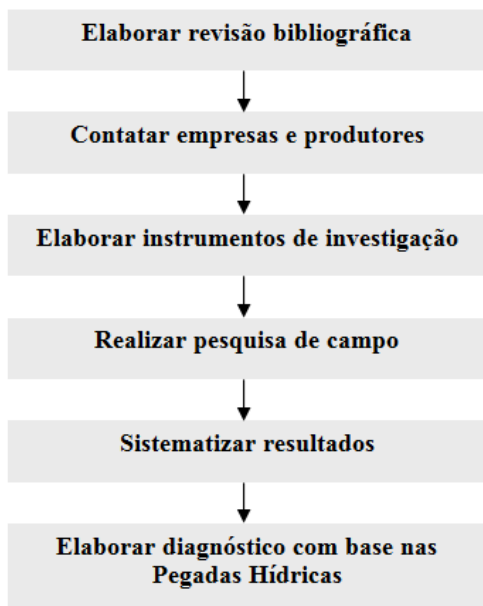 Elaborar revisão bibliográfica
Contatar empresas e produtores
Elaborar instrumentos de investigação
Realizar pesquisa de campo
Sistematizar resultados
Elaborar diagnóstico com base nas
Pegadas Hídricas